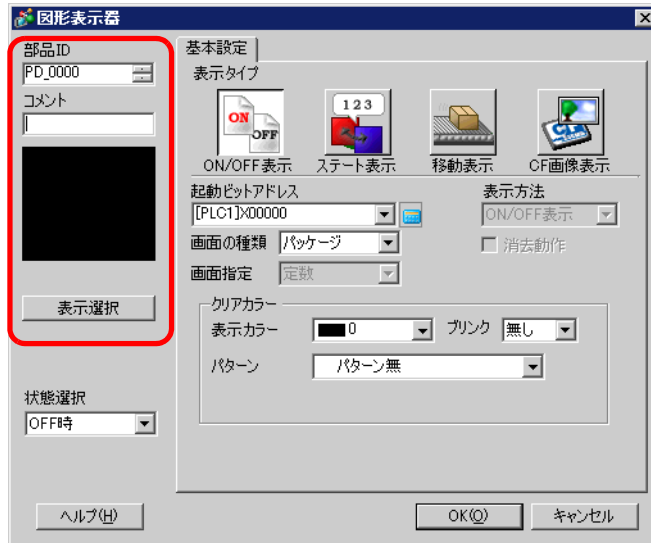 図形表示器
部品ID
PD_0000
コメント
表示選択
状態選択
OFF時
ヘルプ(H)
基本設定
表示タイプ
ON
OFF
ON/OFF表示
1 2 3
ステート表示
移動表示
CF
CF画像表示
起動ビットアドレス
[PLC1]X00000
表示方法
ON/OFF表示
画面の種類 パッケージ
消去動作
画面指定 定数
クリアカラー
表示カラー 0 ブリンク 無し
パターン パターン無
OK(O)
キャンセル